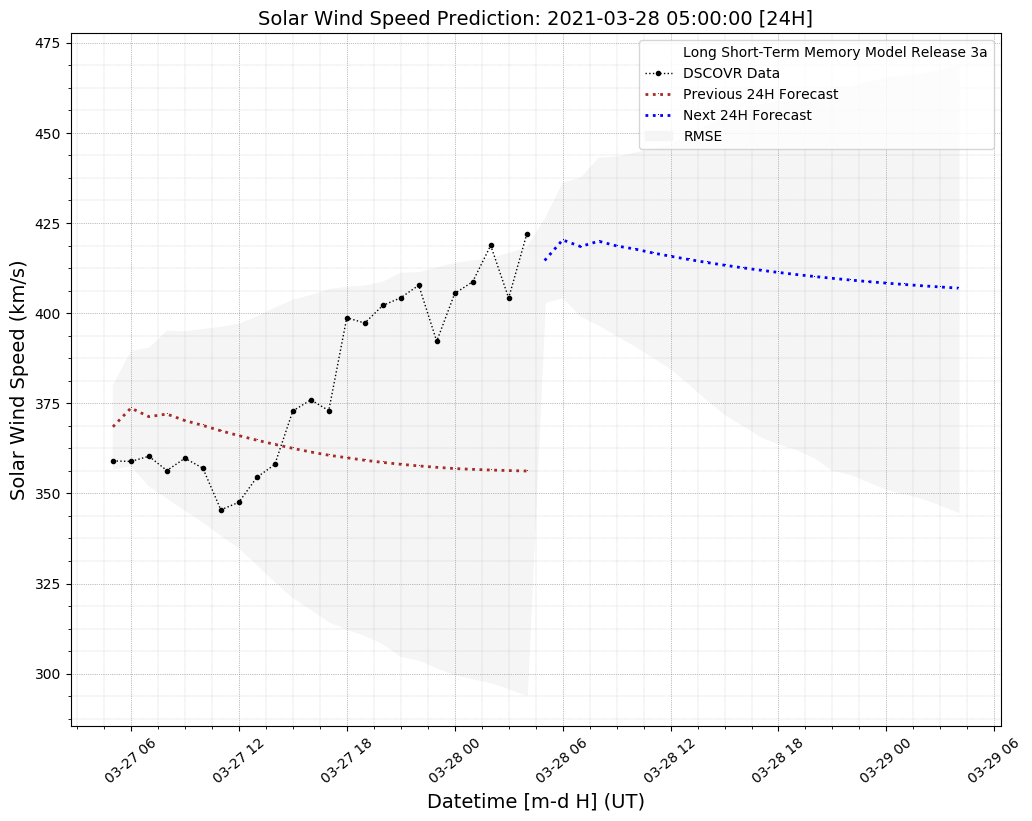 Solar Wind Speed Prediction: 2021-03-28 05:00:00 [24H]
Long Short-Term Memory Model Release 3a
DSCOVR Data
Previous 24H Forecast
Next 24H Forecast
RMSE
Solar Wind Speed (km/s)
475
450
425
400
375
350
325
300
03-27 06
03-27 12
03-27 18
03-28 00
03-28 06
03-28 12
03-28 18
03-29 00
03-29 06
Datetime [m-d H] (UT)